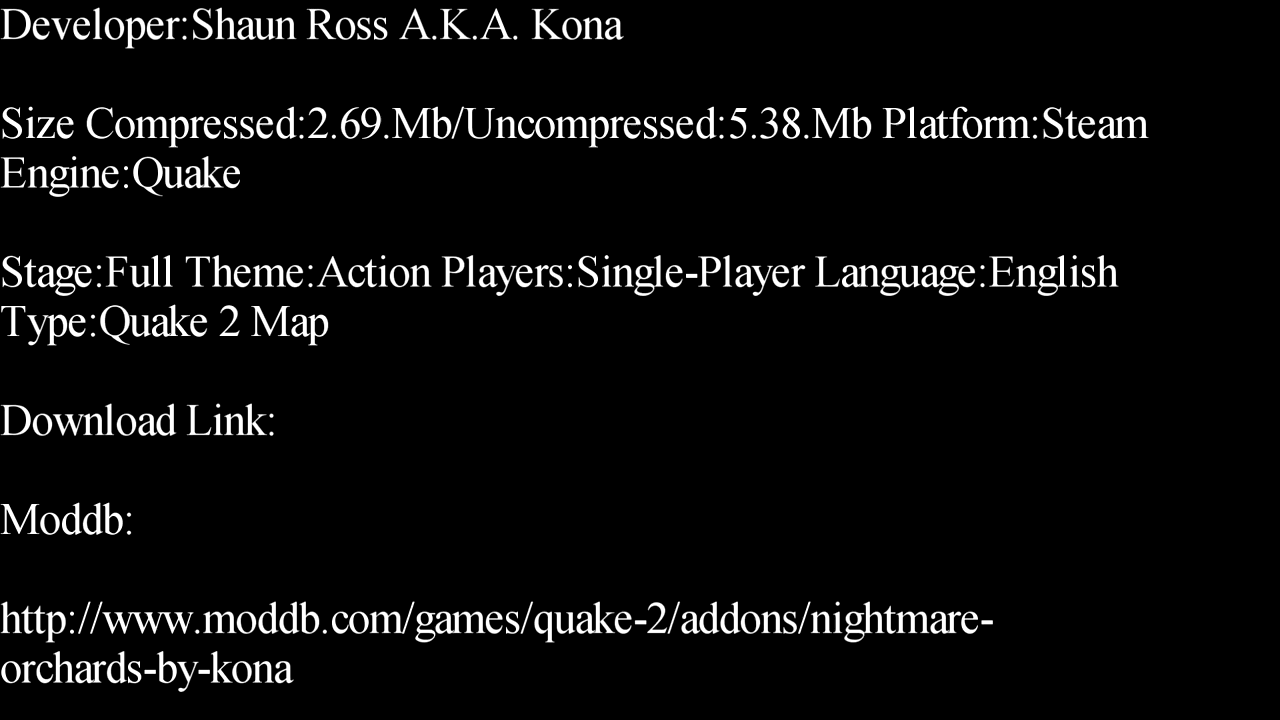 Developer:Shaun Ross A.K.A. Kona
Size Compressed:2.69.Mb/Uncompressed:5.38.Mb Platform:Steam
Engine:Quake
Stage:Full Theme:Action Players:Single-Player Language:English
Type:Quake 2 Map
Download Link:
Moddb:
http://www.moddb.com/games/quake-2/addons/nightmare-
orchards-by-kona